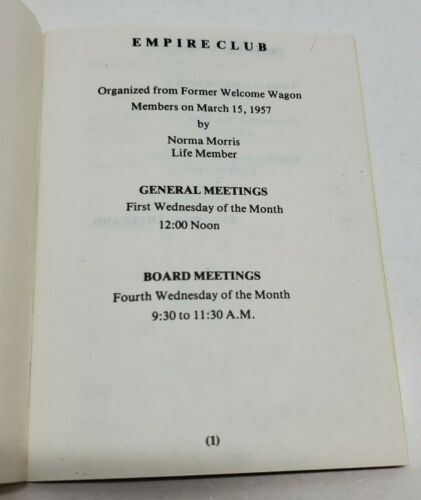 EMPIRE CLUB
Organized from Former Welcome Wagon
Members on March 15, 1957
by
Norma Morris
Life Member
GENERAL MEETINGS
First Wednesday of the Month
12:00 Noon
BOARD MEETINGS
Fourth Wednesday of the Month
9:30 to 11:30 A.M.
(1)